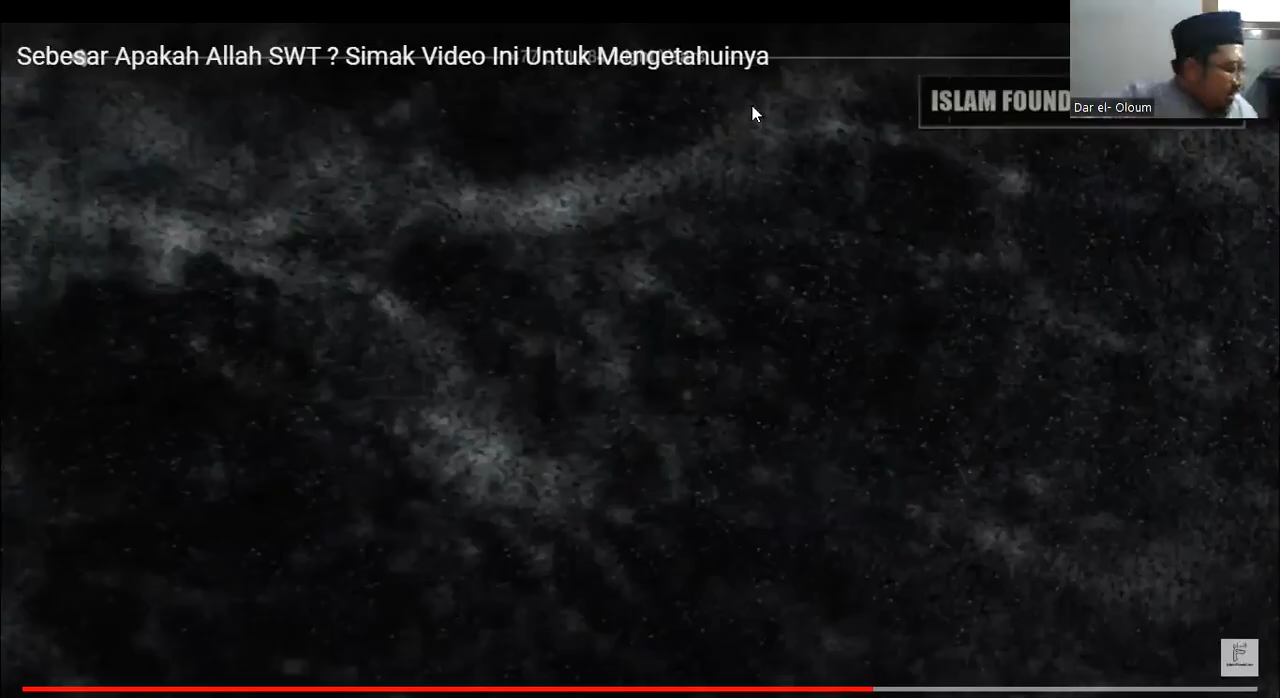 Sebesar Apakah Allah SWT ? Simak Video Ini Untuk Mengetahuinya
ISLAM FOUND
Dar el- Oloum